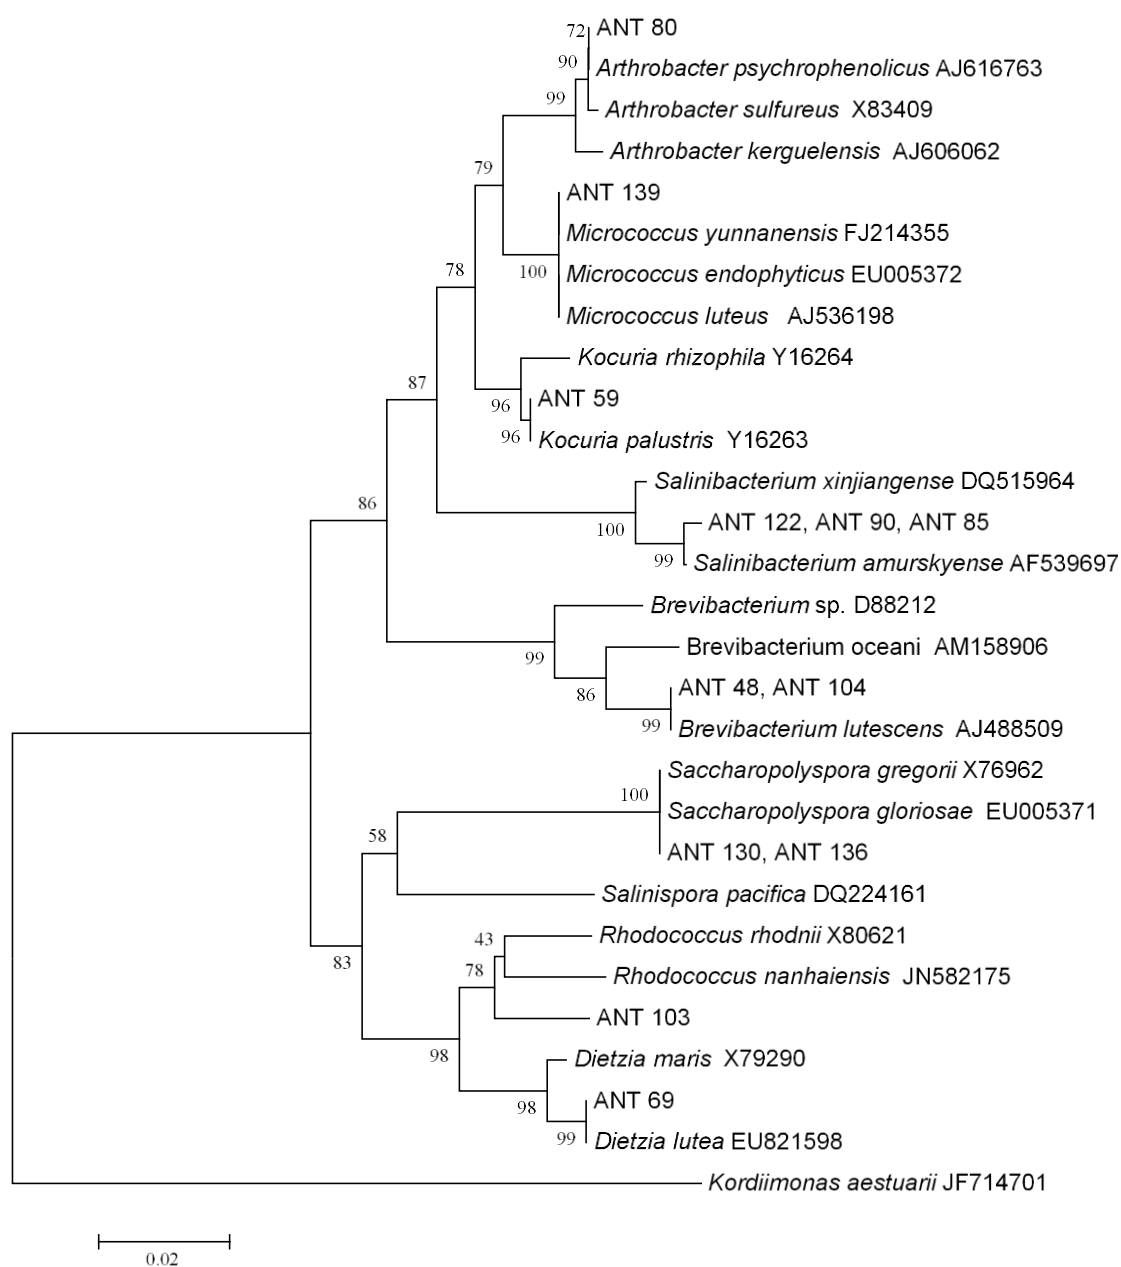 72 ANT 80
90
Arthrobacter psychrophenolicus AJ616763
99
Arthrobacter sulfureus X83409
Arthrobacter kerguelensis AJ606062
79
ANT 139
Micrococcus yunnanensis FJ214355
78
100
Micrococcus endophyticus EU005372
Micrococcus luteus AJ536198
Kocuria rhizophila Y16264
87
96
ANT 59
96
Kocuria palustris Y16263
Salinibacterium xinjiangense DQ515964
86
100
ANT 122, ANT 90, ANT 85
99
Salinibacterium amurskyense AF539697
Brevibacterium sp. D88212
99
Brevibacterium oceani AM158906
86
ANT 48, ANT 104
99
Brevibacterium lutescens AJ488509
Saccharopolyspora gregorii X76962
100
Saccharopolyspora gloriosae EU005371
58
ANT 130, ANT 136
Salinispora pacifica DQ224161
43
Rhodococcus rhodnii X80621
83
78
Rhodococcus nanhaiensis JN582175
ANT 103
98
Dietzia maris X79290
98
ANT 69
99
Dietzia lutea EU821598
Kordiimonas aestuarii JF714701
0.02